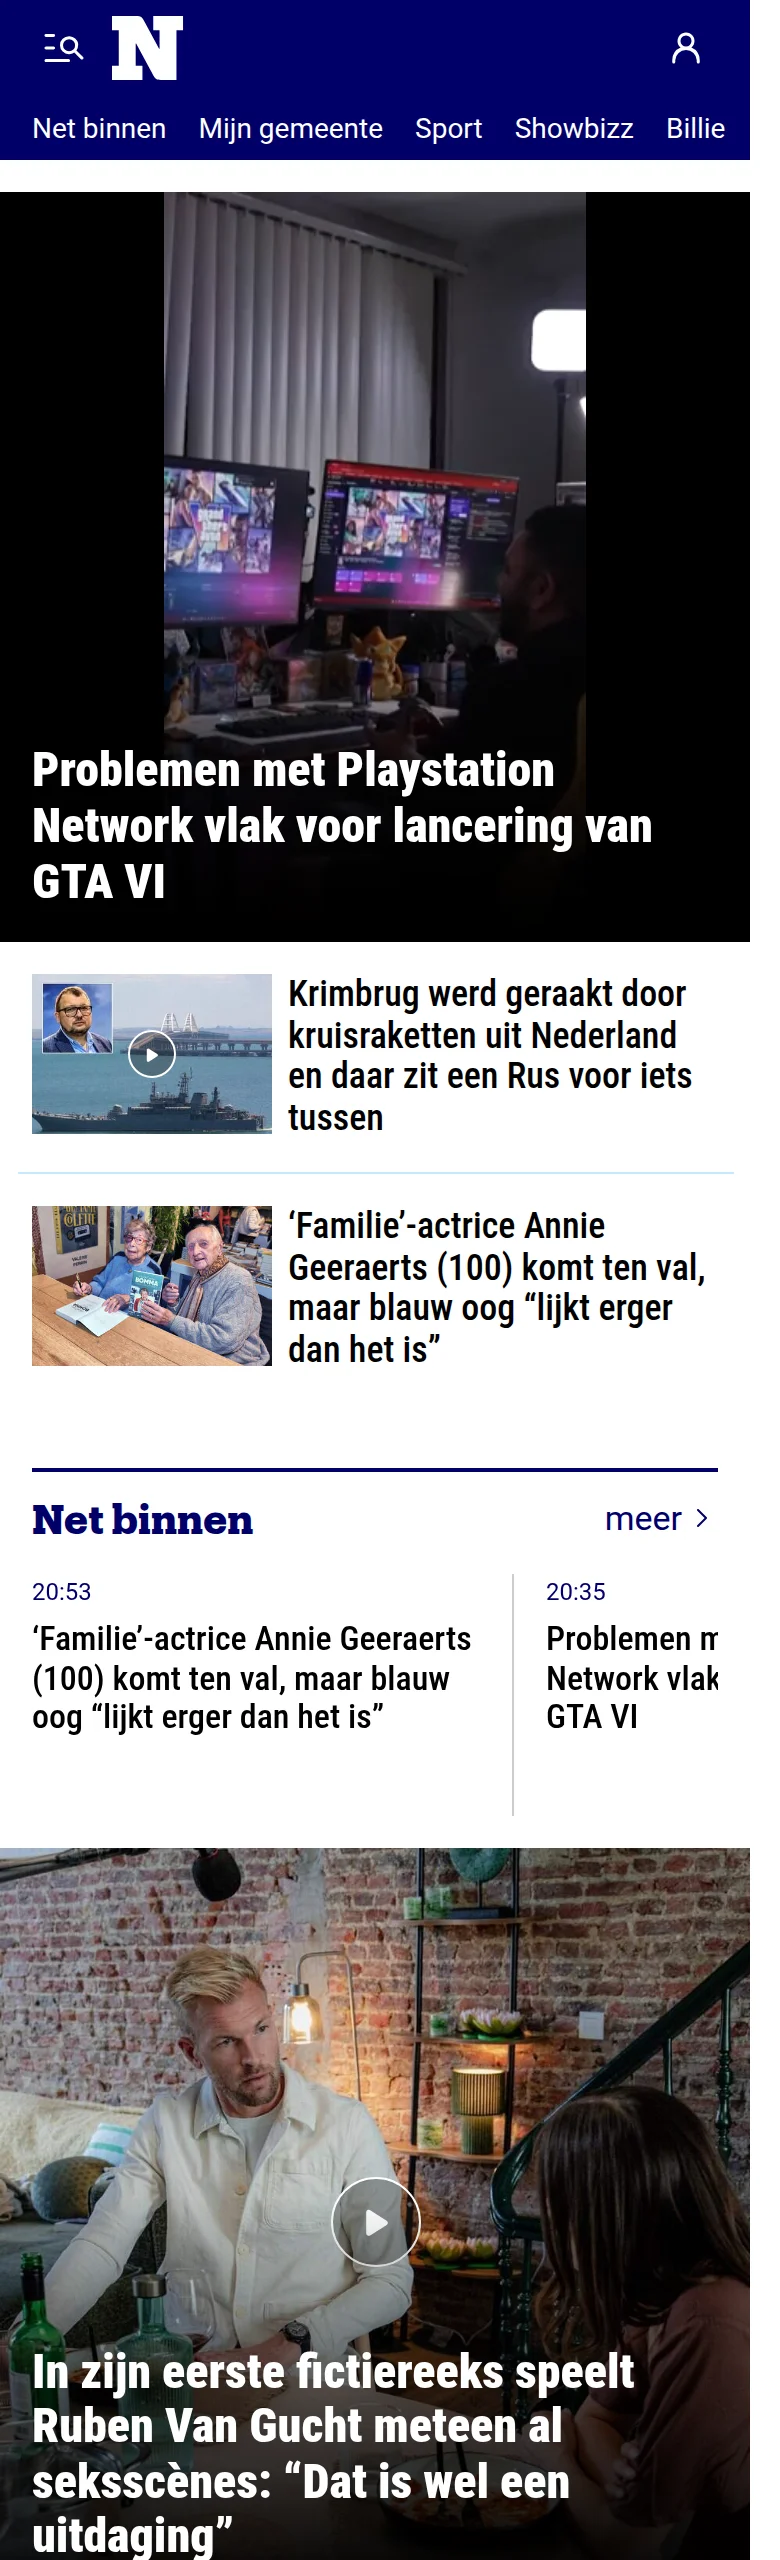 N
Net binnen Mijn gemeente Sport Showbizz Billie
Problemen met Playstation
Network vlak voor lancering van
GTA VI
Krimbrug werd geraakt door
kruisraketten uit Nederland
en daar zit een Rus voor iets
tussen
‘Familie’-actrice Annie
Geeraerts (100) komt ten val,
maar blauw oog “lijkt erger
dan het is”
Net binnen
meer
20:53
‘Familie’-actrice Annie Geeraerts
(100) komt ten val, maar blauw
oog “lijkt erger dan het is”
20:35
Problemen m
Network vlak
GTA VI
In zijn eerste fictiereeks speelt
Ruben Van Gucht meteen al
seksscènes: “Dat is wel een
uitdaging”